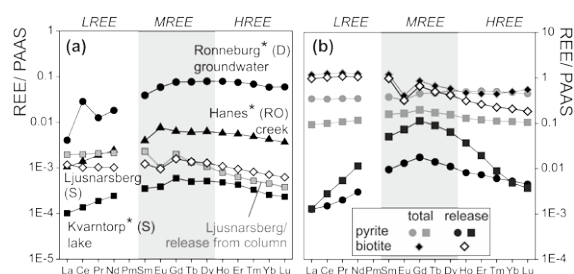 LREE MREE HREE LREE MREE HREE
REE/ PAAS
1
0.1
0.01
1E-3
1E-4
1E-5
(a)
Ronneburg* (D)
groundwater
Hanes* (RO)
creek
Ljusnarsberg
(S)
Kvarntorp* (S)
lake
Ljusnarsberg/
release from column
La Ce Pr Nd Pm Sm Eu Gd Tb Dy Ho Er Tm Yb Lu
(b)
total release
pyrite
biotite
La Ce Pr Nd Pm Sm Eu Gd Tb Dy Ho Er Tm Yb Lu
10
1
0.1
0.01
1E-3
1E-4
REE/ PAAS